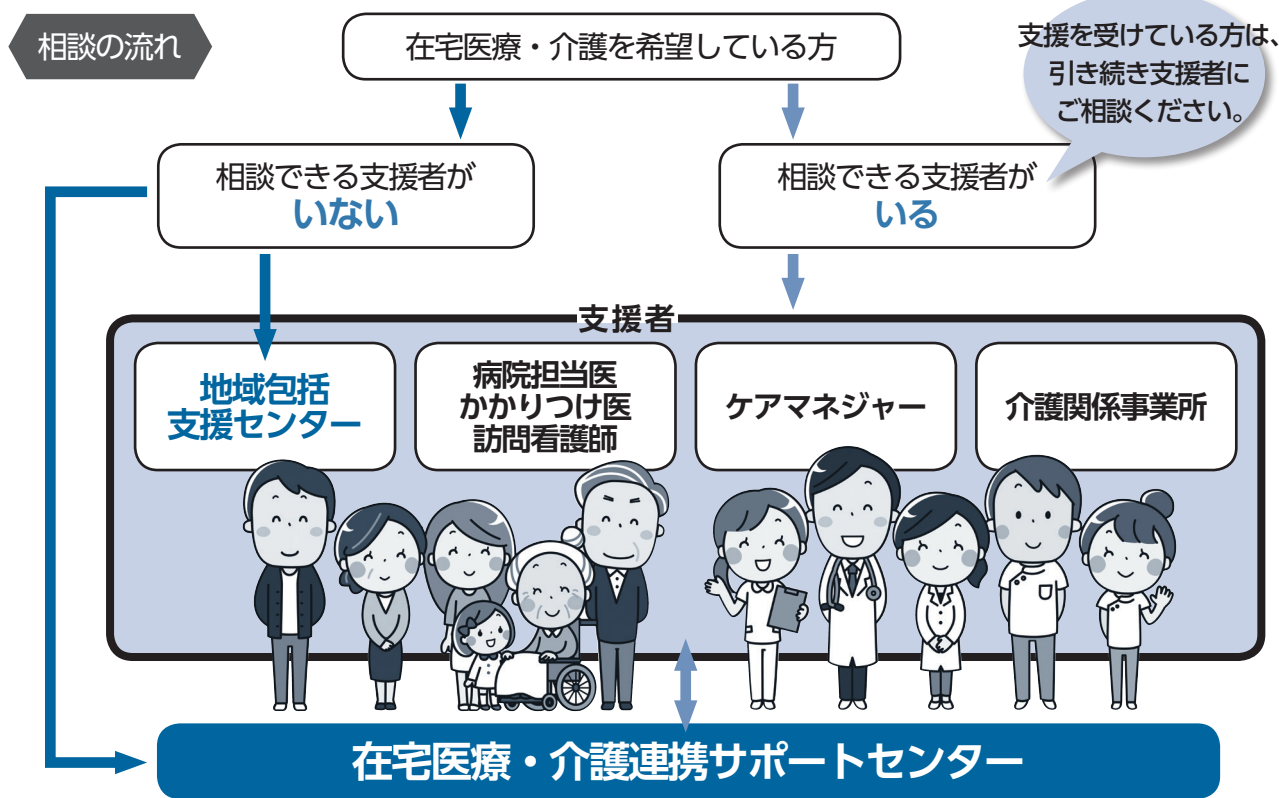 相談の流れ
在宅医療・介護を希望している方
支援を受けている方は、
引き続き支援者に
ご相談ください。
相談できる支援者が
いない
相談できる支援者が
いる
支援者
地域包括
支援センター
病院担当医
かかりつけ医
訪問看護師
ケアマネジャー
介護関係事業所
在宅医療・介護連携サポートセンター